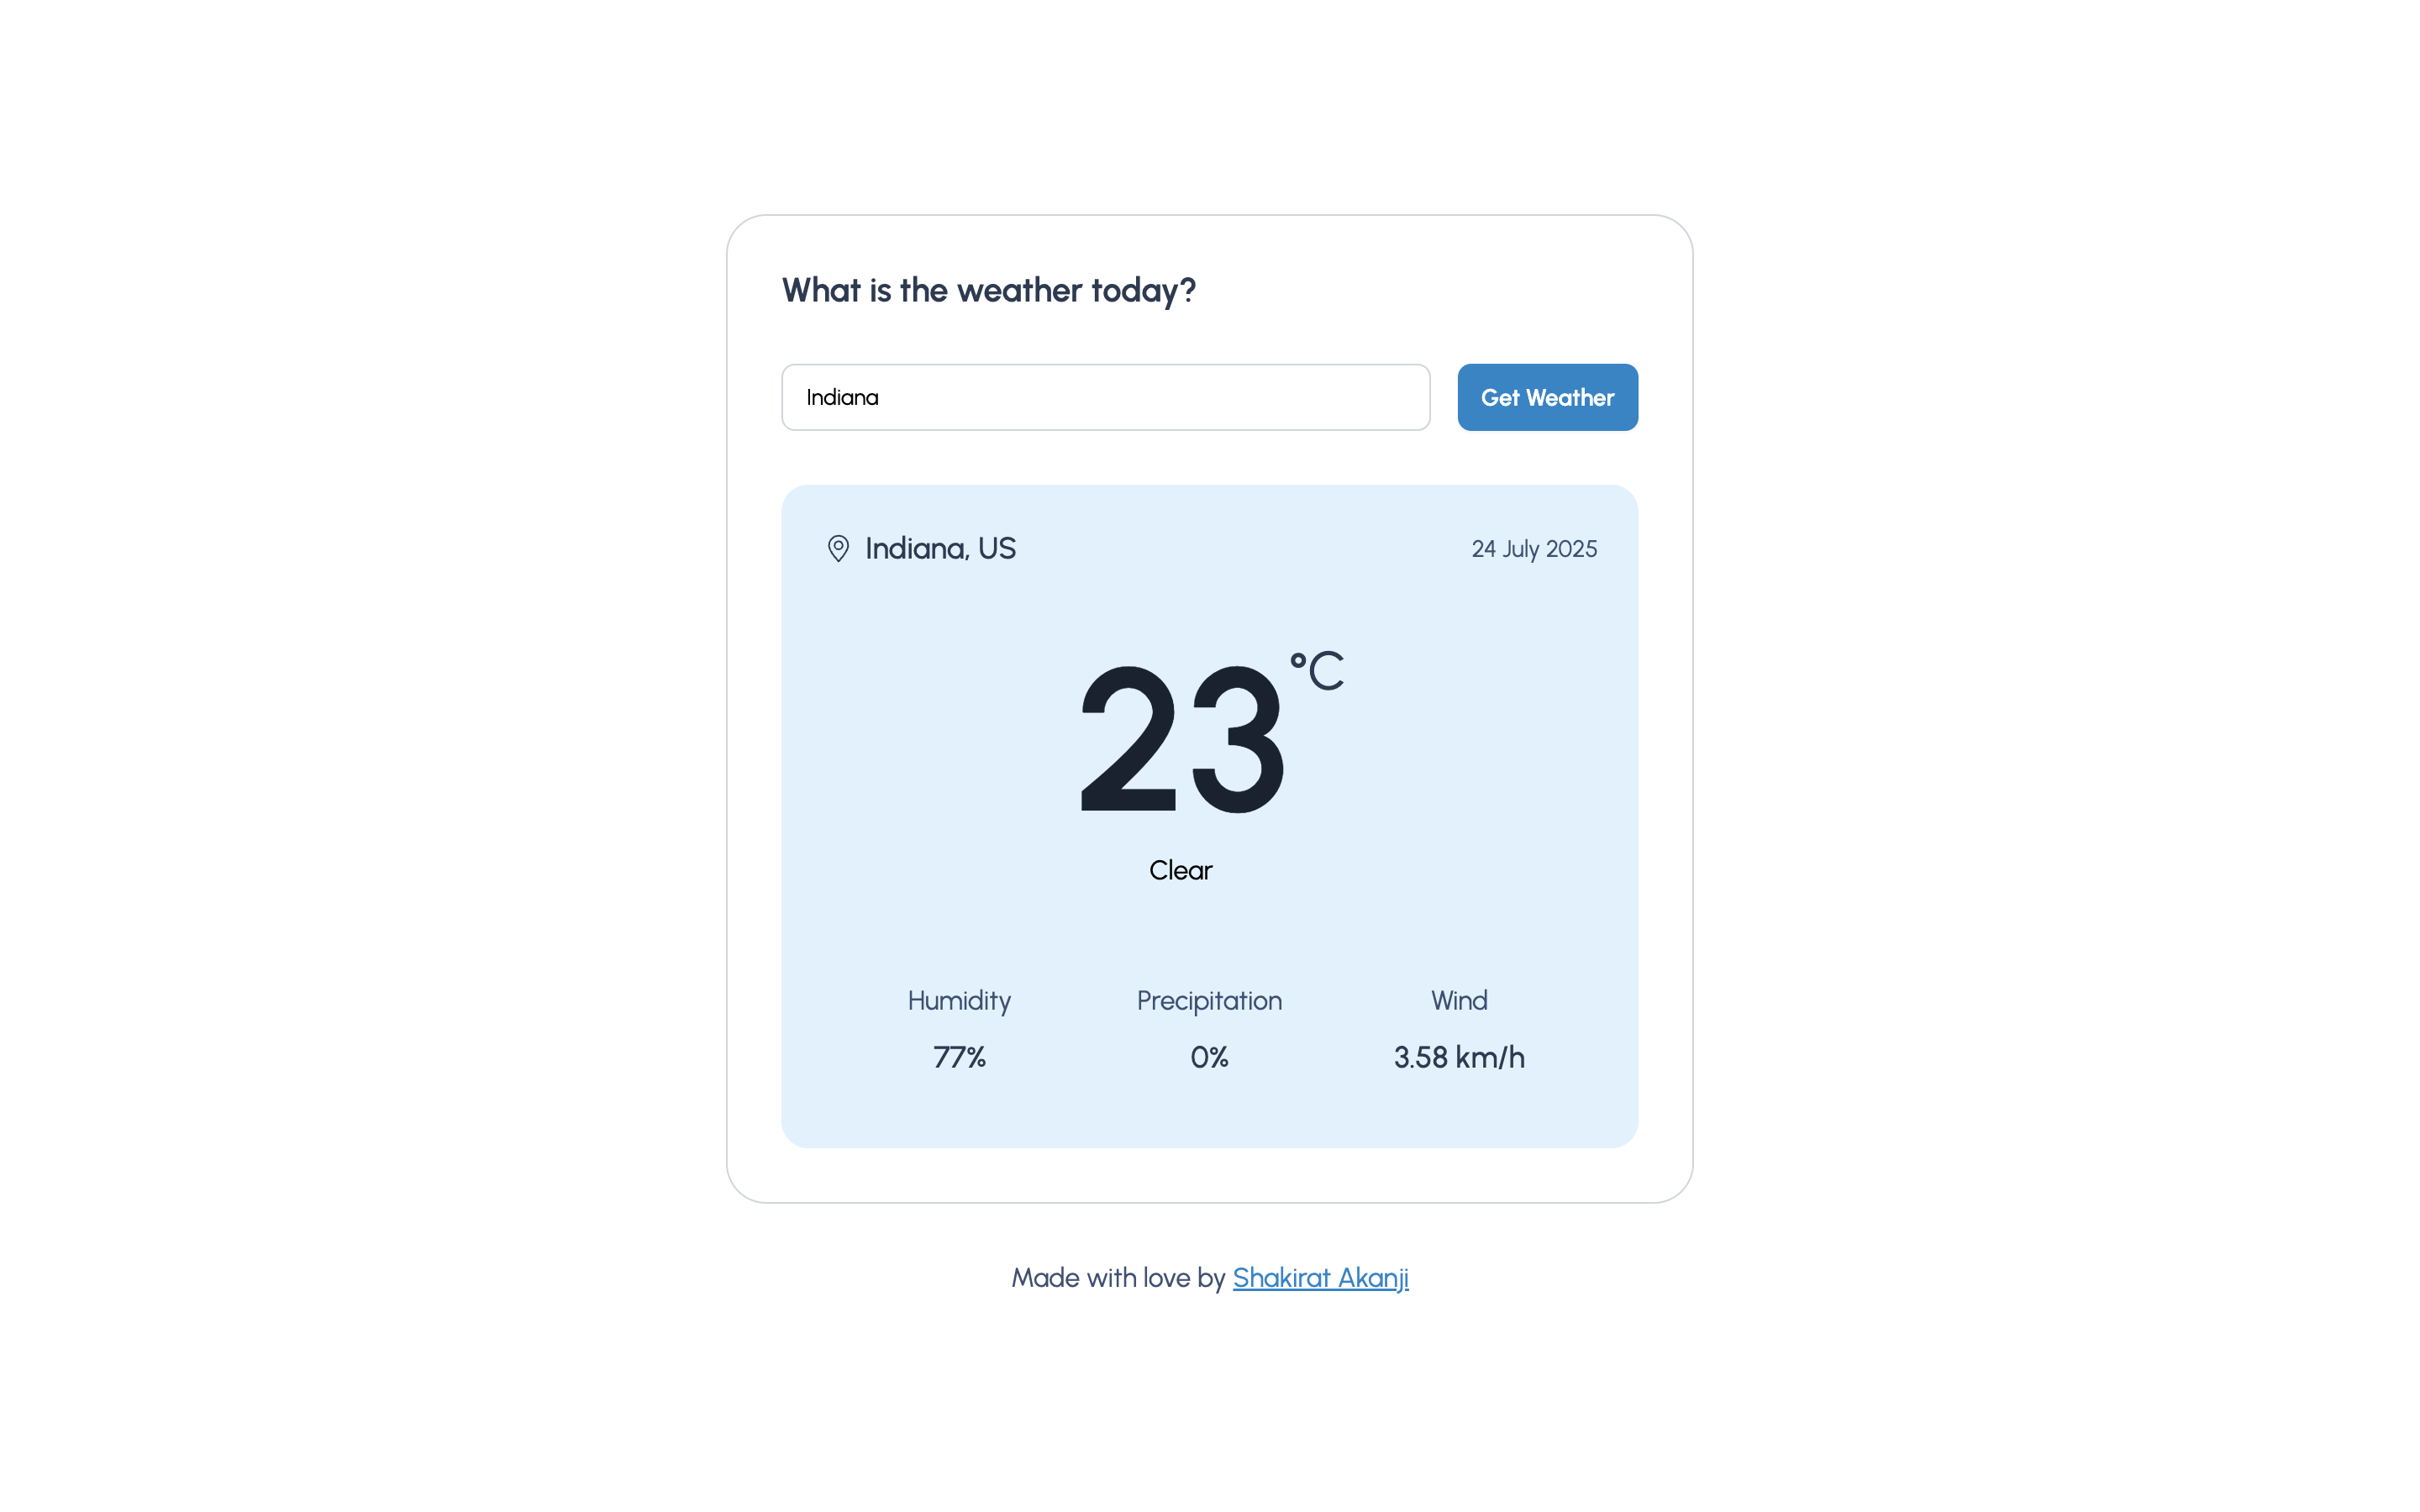 What is the weather today?
Indiana
Get Weather
Indiana, US
24 July 2025
23°C
Clear
Humidity
Precipitation
Wind
77%
0%
3.58 km/h
Made with love by Shakirat Akanji